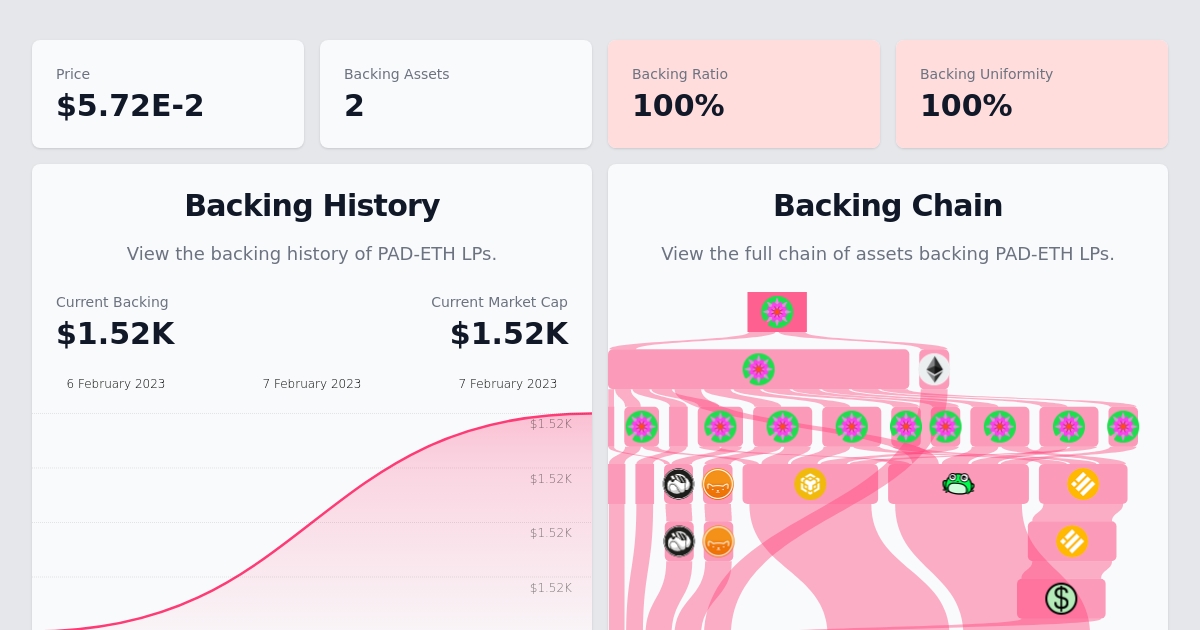 Price
$5.72E-2
Backing Assets
2
Backing Ratio
100%
Backing Uniformity
100%
Backing History
View the backing history of PAD-ETH LPs.
Current Backing
$1.52K
Current Market Cap
$1.52K
6 February 2023
7 February 2023
7 February 2023
$1.52K
$1.52K
$1.52K
$1.52K
Backing Chain
View the full chain of assets backing PAD-ETH LPs.
$